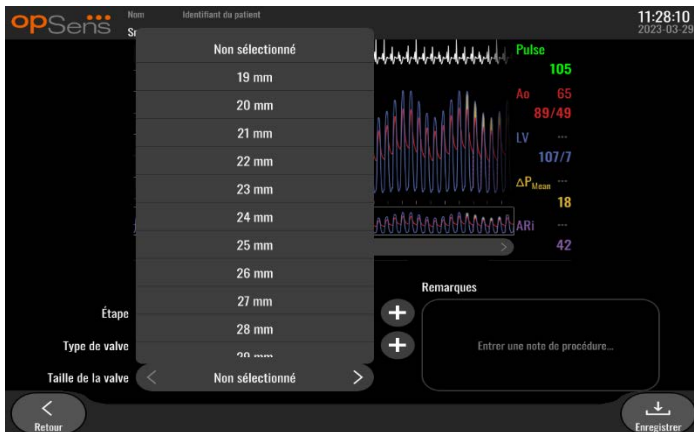 opSens
Nom Identifiant du patient 11:28:10
2023-03-29
Non sélectionné
19 mm
20 mm
21 mm
22 mm
23 mm
24 mm
25 mm
26 mm
27 mm
28 mm
Pulse
105
Ao 65
89/49
LV ---
107/7
ΔPMean ---
18
ARi ---
42
Étape
Type de valve
Taille de la valve
Non sélectionné
Remarques
Entrer une note de procédure...
Retour
Enregistrer